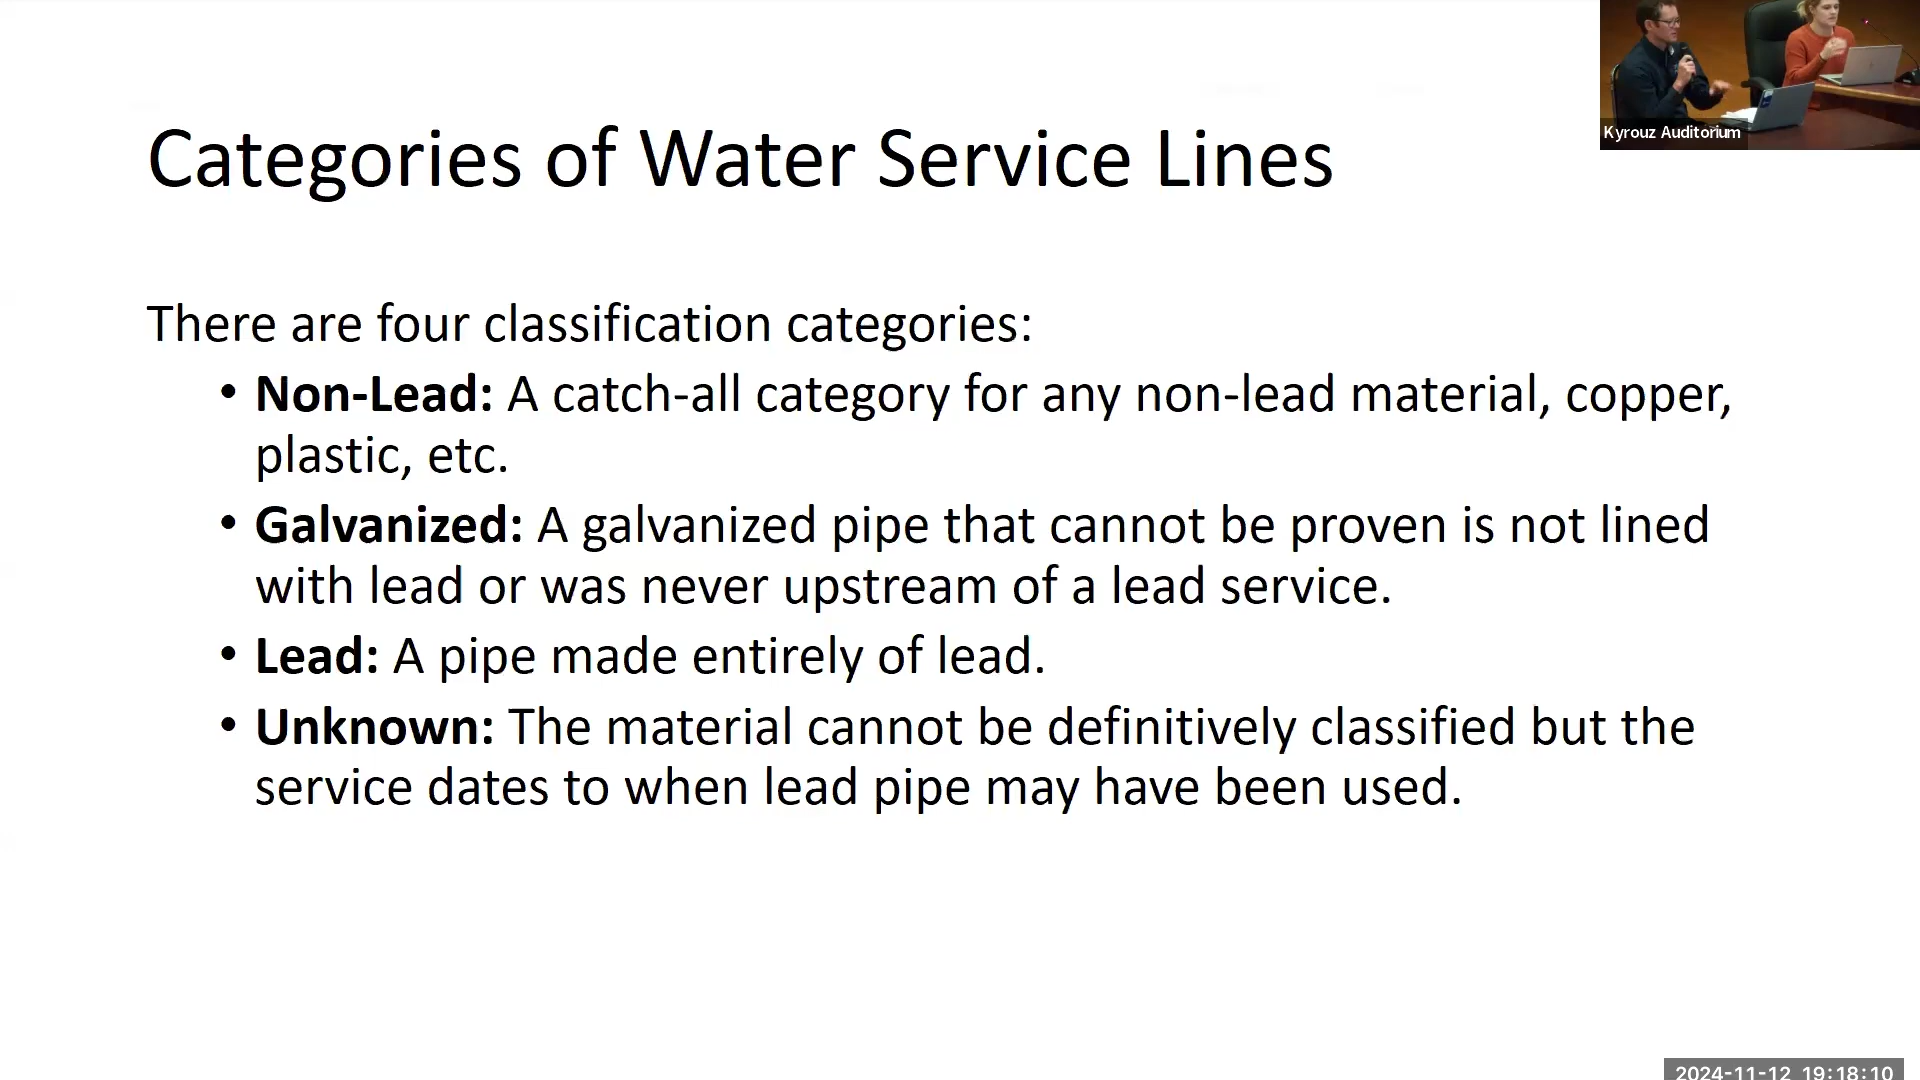 Kyrouz Auditorium
Categories of Water Service Lines
There are four classification categories:
• Non-Lead: A catch-all category for any non-lead material, copper,
plastic, etc.
• Galvanized: A galvanized pipe that cannot be proven is not lined
with lead or was never upstream of a lead service.
• Lead: A pipe made entirely of lead.
• Unknown: The material cannot be definitively classified but the
service dates to when lead pipe may have been used.
2024-11-12 19:18:10